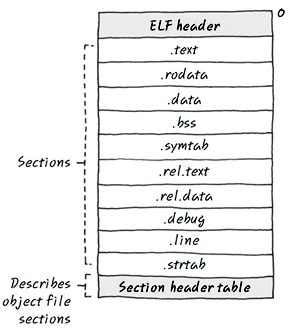 0
ELF header
.text
.rodata
.data
.bss
.symtab
.rel.text
.rel.data
.debug
.line
.strtab
Section header table
Sections
Describes
object file
sections